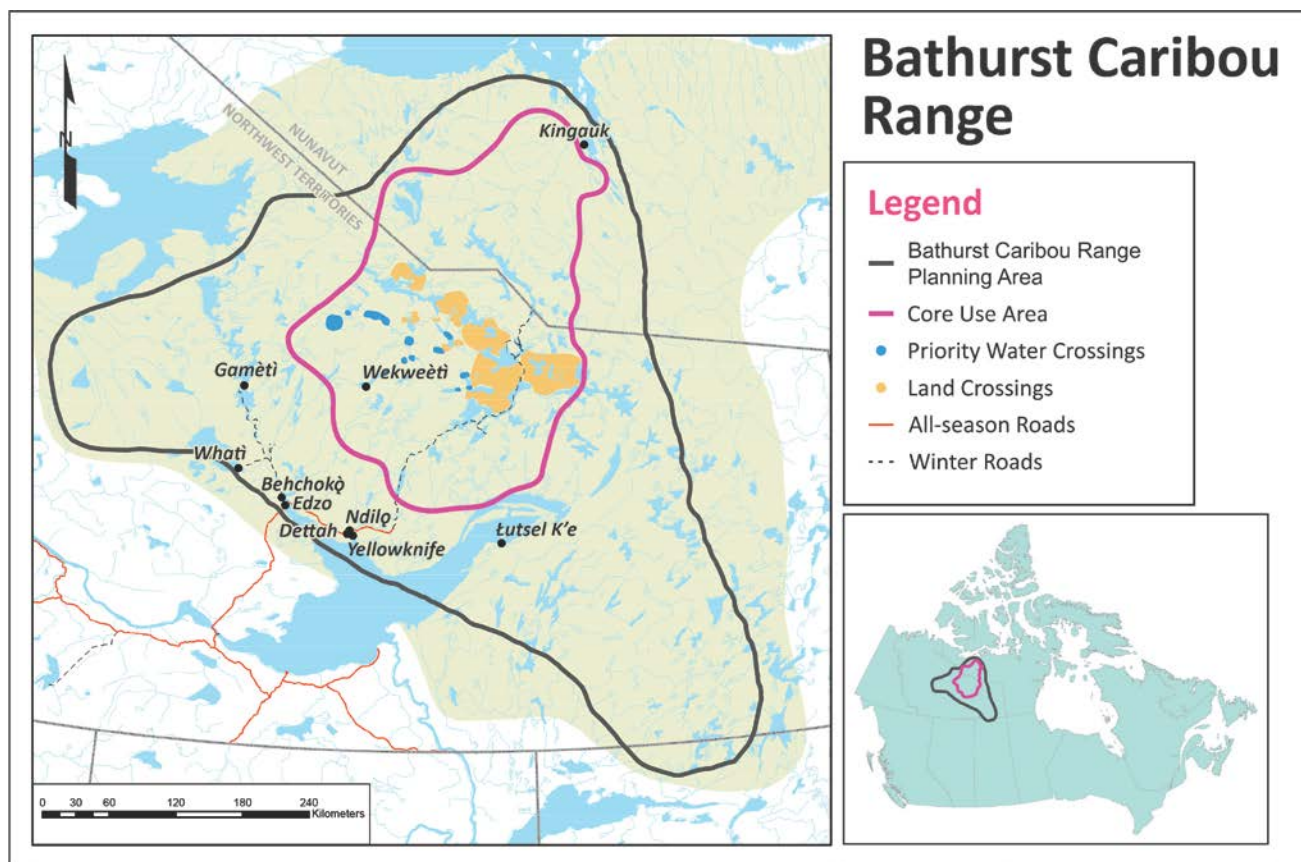 Bathurst Caribou
Range
N
NUNAVUT
NORTHWEST TERRITORIES
Kingaùk
Gamètì
Wekweètì
Whatì
Behchokǫ̀
Edzo
Ndilǫ
Dettah
Yellowknife
Łutsel K'e
0 30 60 120 180 240
Kilometers
Legend
Bathurst Caribou Range
Planning Area
Core Use Area
Priority Water Crossings
Land Crossings
All-season Roads
Winter Roads